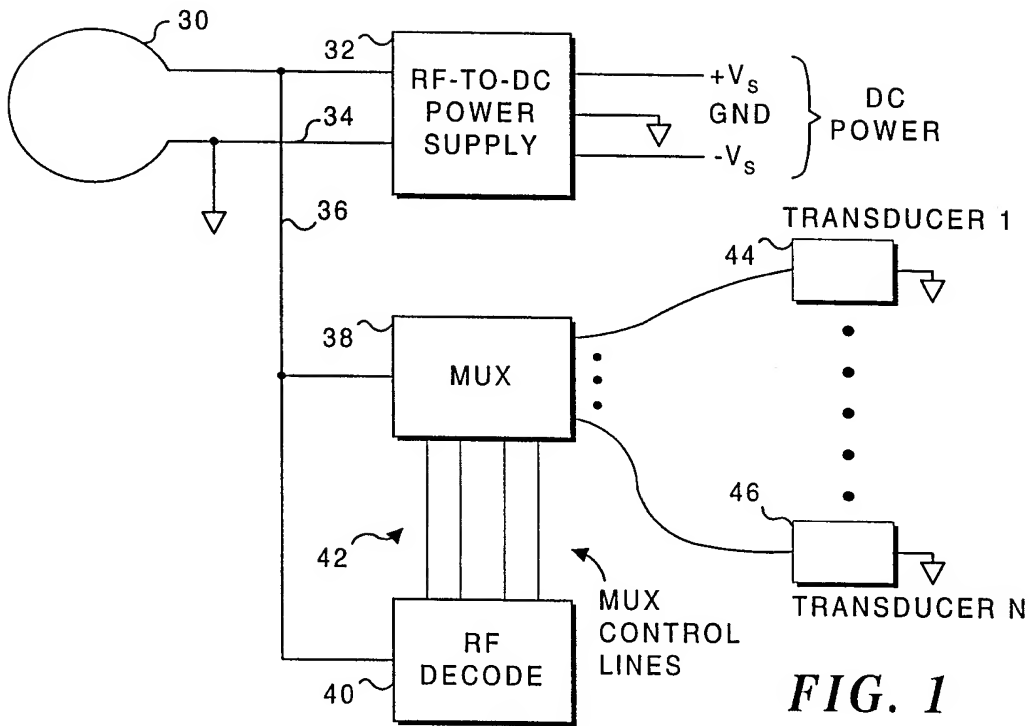 30
32
RF-TO-DC
POWER
SUPPLY
+Vs
GND
-Vs
DC
POWER
34
36
TRANSDUCER 1
44
38
MUX
46
42
MUX
CONTROL
LINES
TRANSDUCER N
RF
DECODE
40
FIG. 1